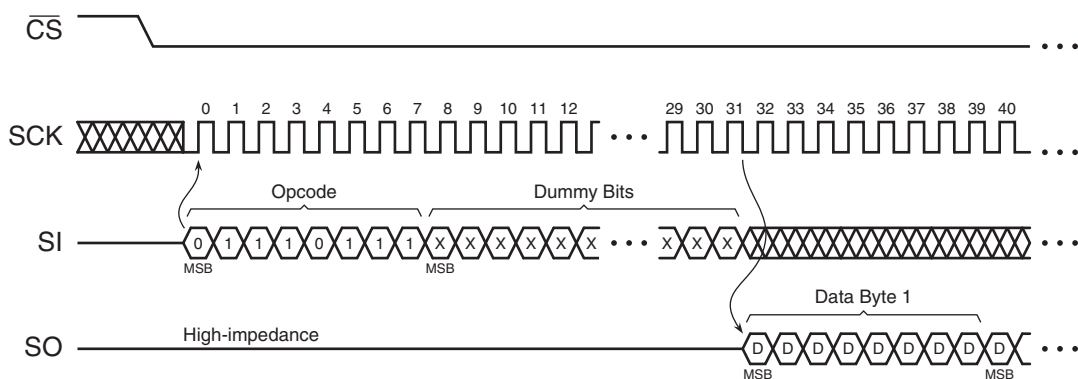 CS
0 1 2 3 4 5 6 7 8 9 10 11 12 29 30 31 32 33 34 35 36 37 38 39 40
SCK
Opcode Dummy Bits
SI 0 1 1 1 0 1 1 1 X X X X X X X X X
MSB MSB
Data Byte 1
High-impedance
SO D D D D D D D D D
MSB MSB